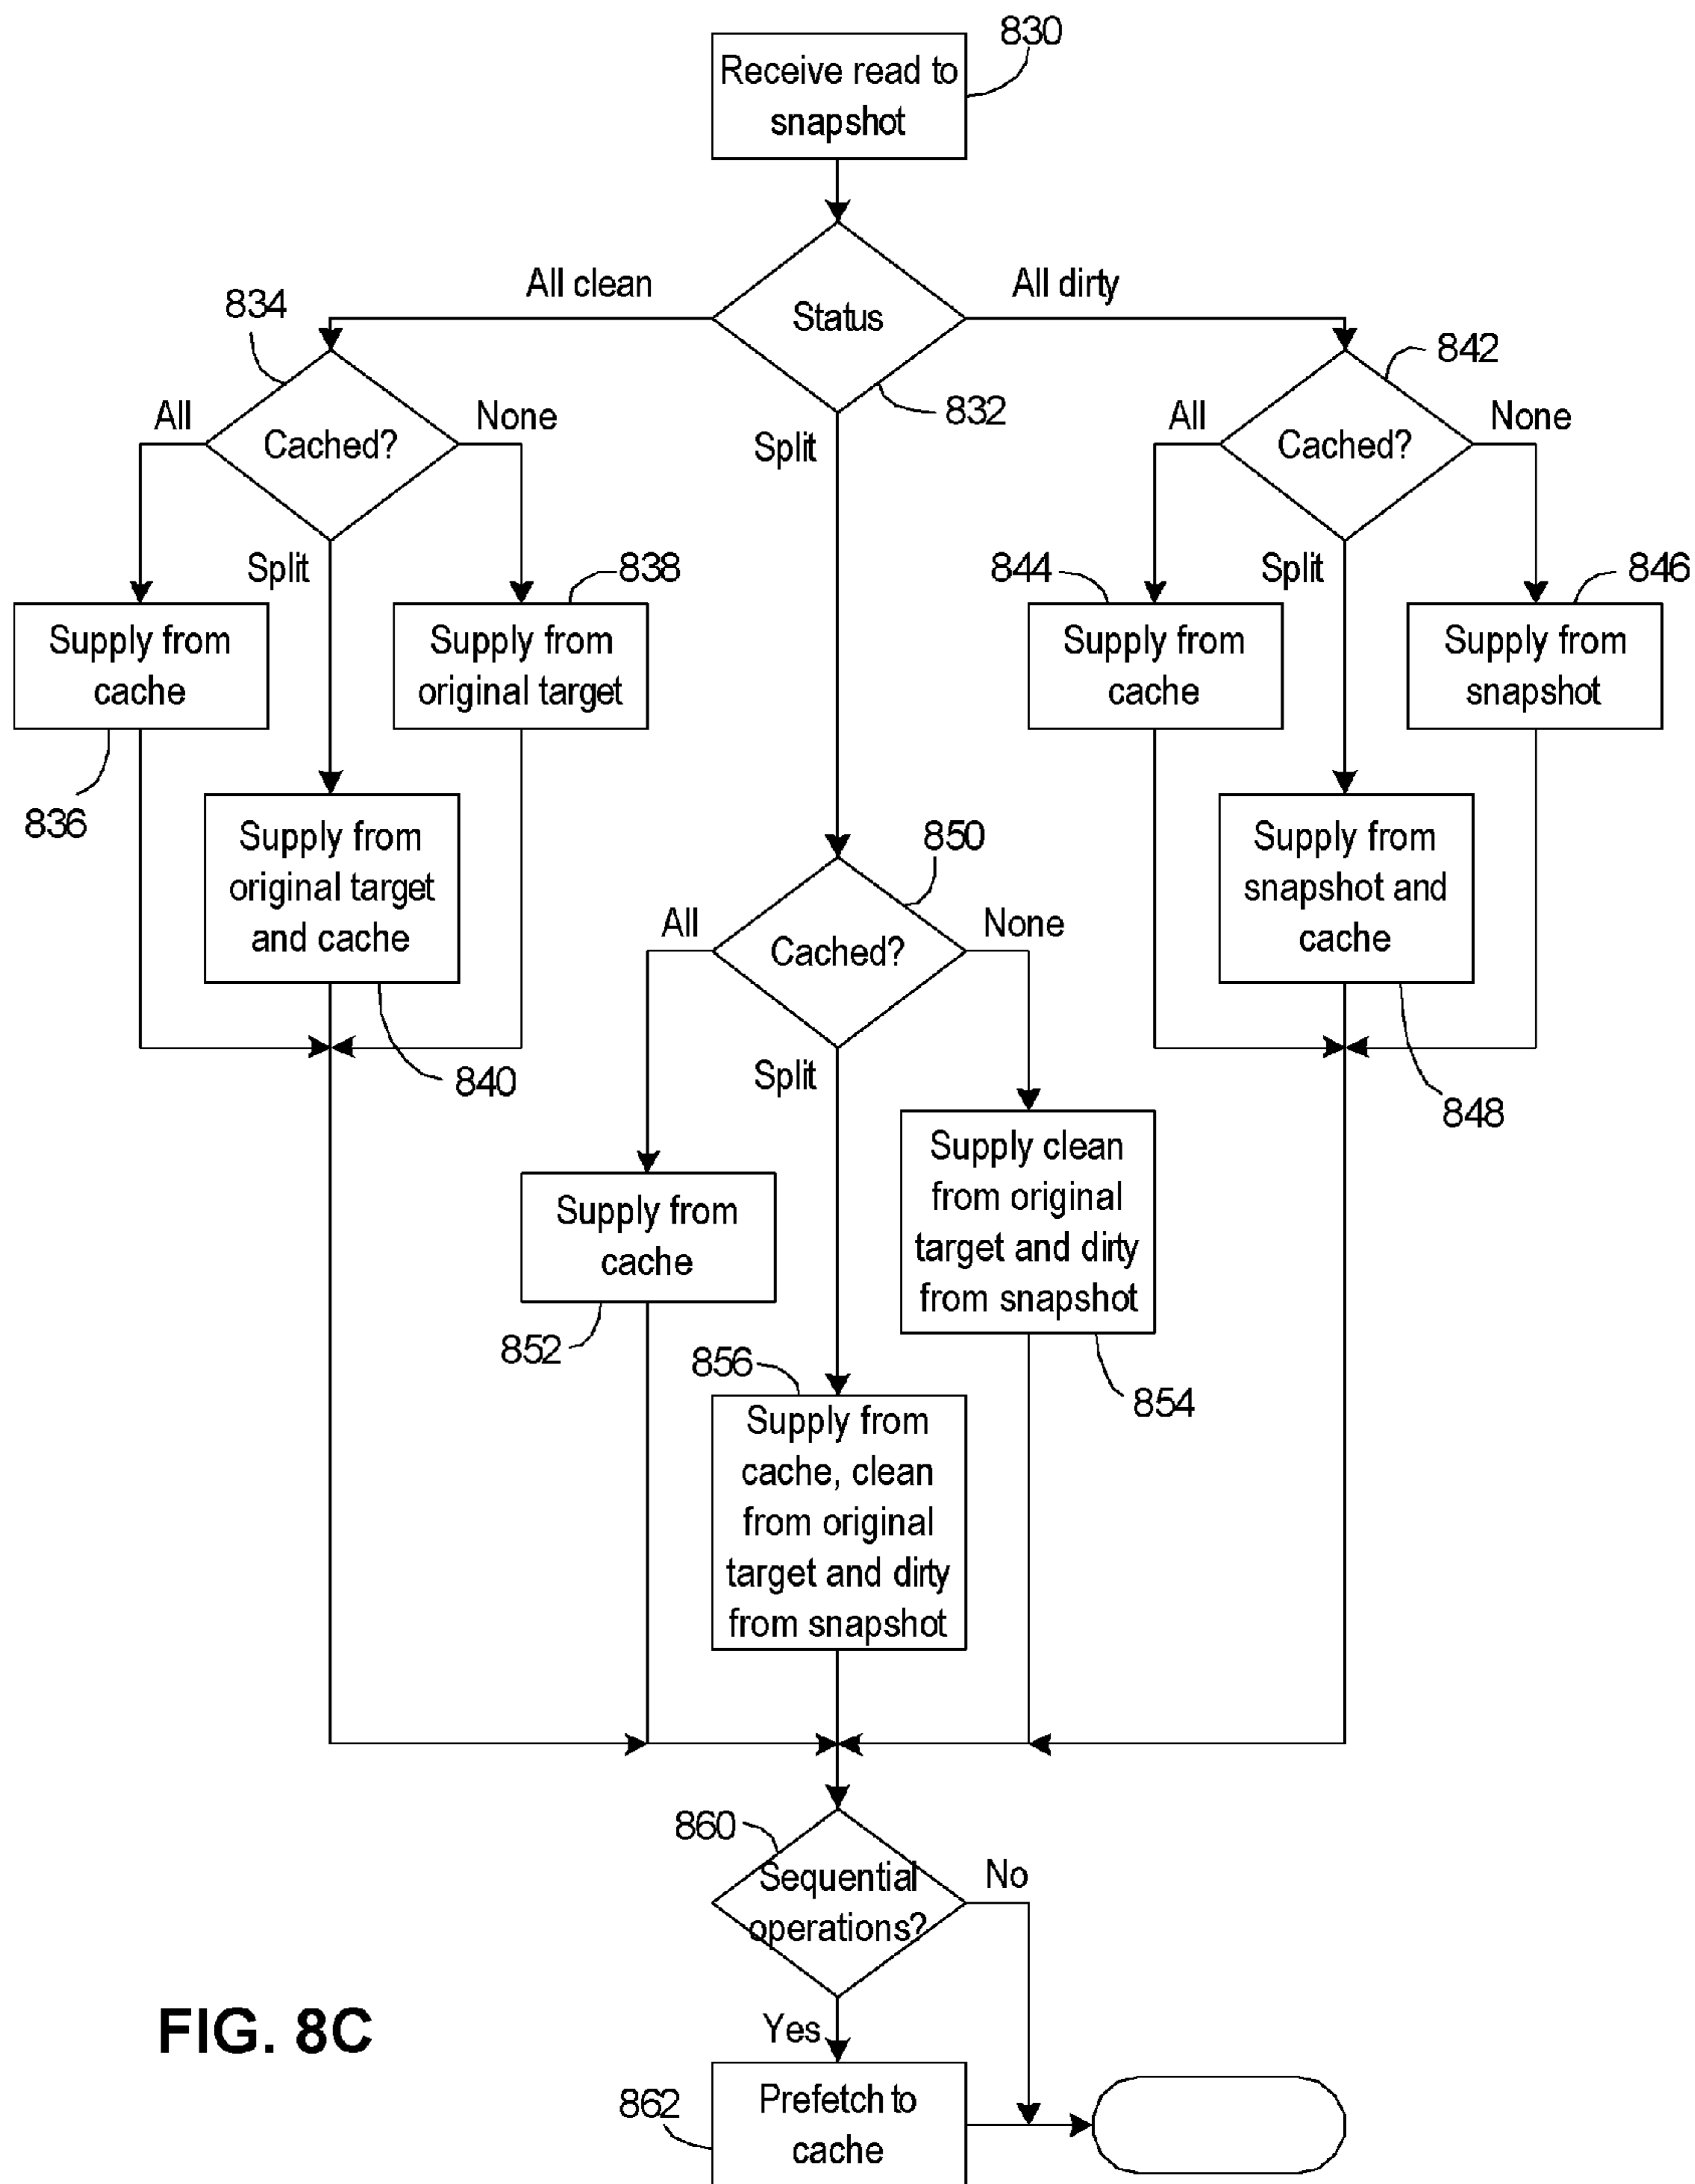 830
Receive read to
snapshot
All clean
All dirty
Status
832
834
Cached?
All
None
Split
842
Cached?
All
None
Split
Split
836
Supply from
cache
838
Supply from
original target
Supply from
original target
and cache
840
844
Supply from
cache
846
Supply from
snapshot
Supply from
snapshot and
cache
848
850
Cached?
All
None
Split
Supply from
cache
852
Supply clean
from original
target and dirty
from snapshot
854
856
Supply from
cache, clean
from original
target and dirty
from snapshot
860
Sequential
operations?
No
Yes
862
Prefetch to
cache
FIG. 8C